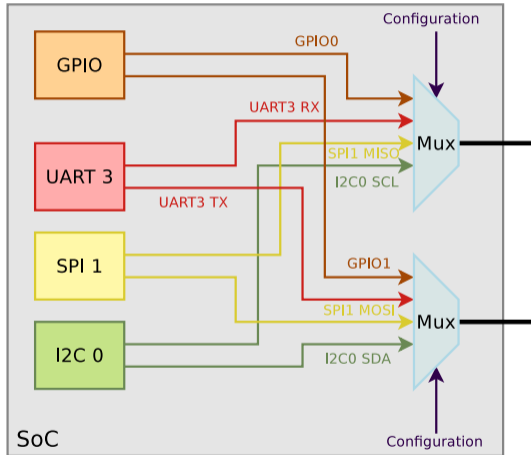 Configuration
GPIO
GPIO0
UART3 RX
Mux
SPI1 MISO
UART 3
I2C0 SCL
UART3 TX
SPI 1
GPIO1
SPI1 MOSI
Mux
I2C 0
I2C0 SDA
SoC
Configuration